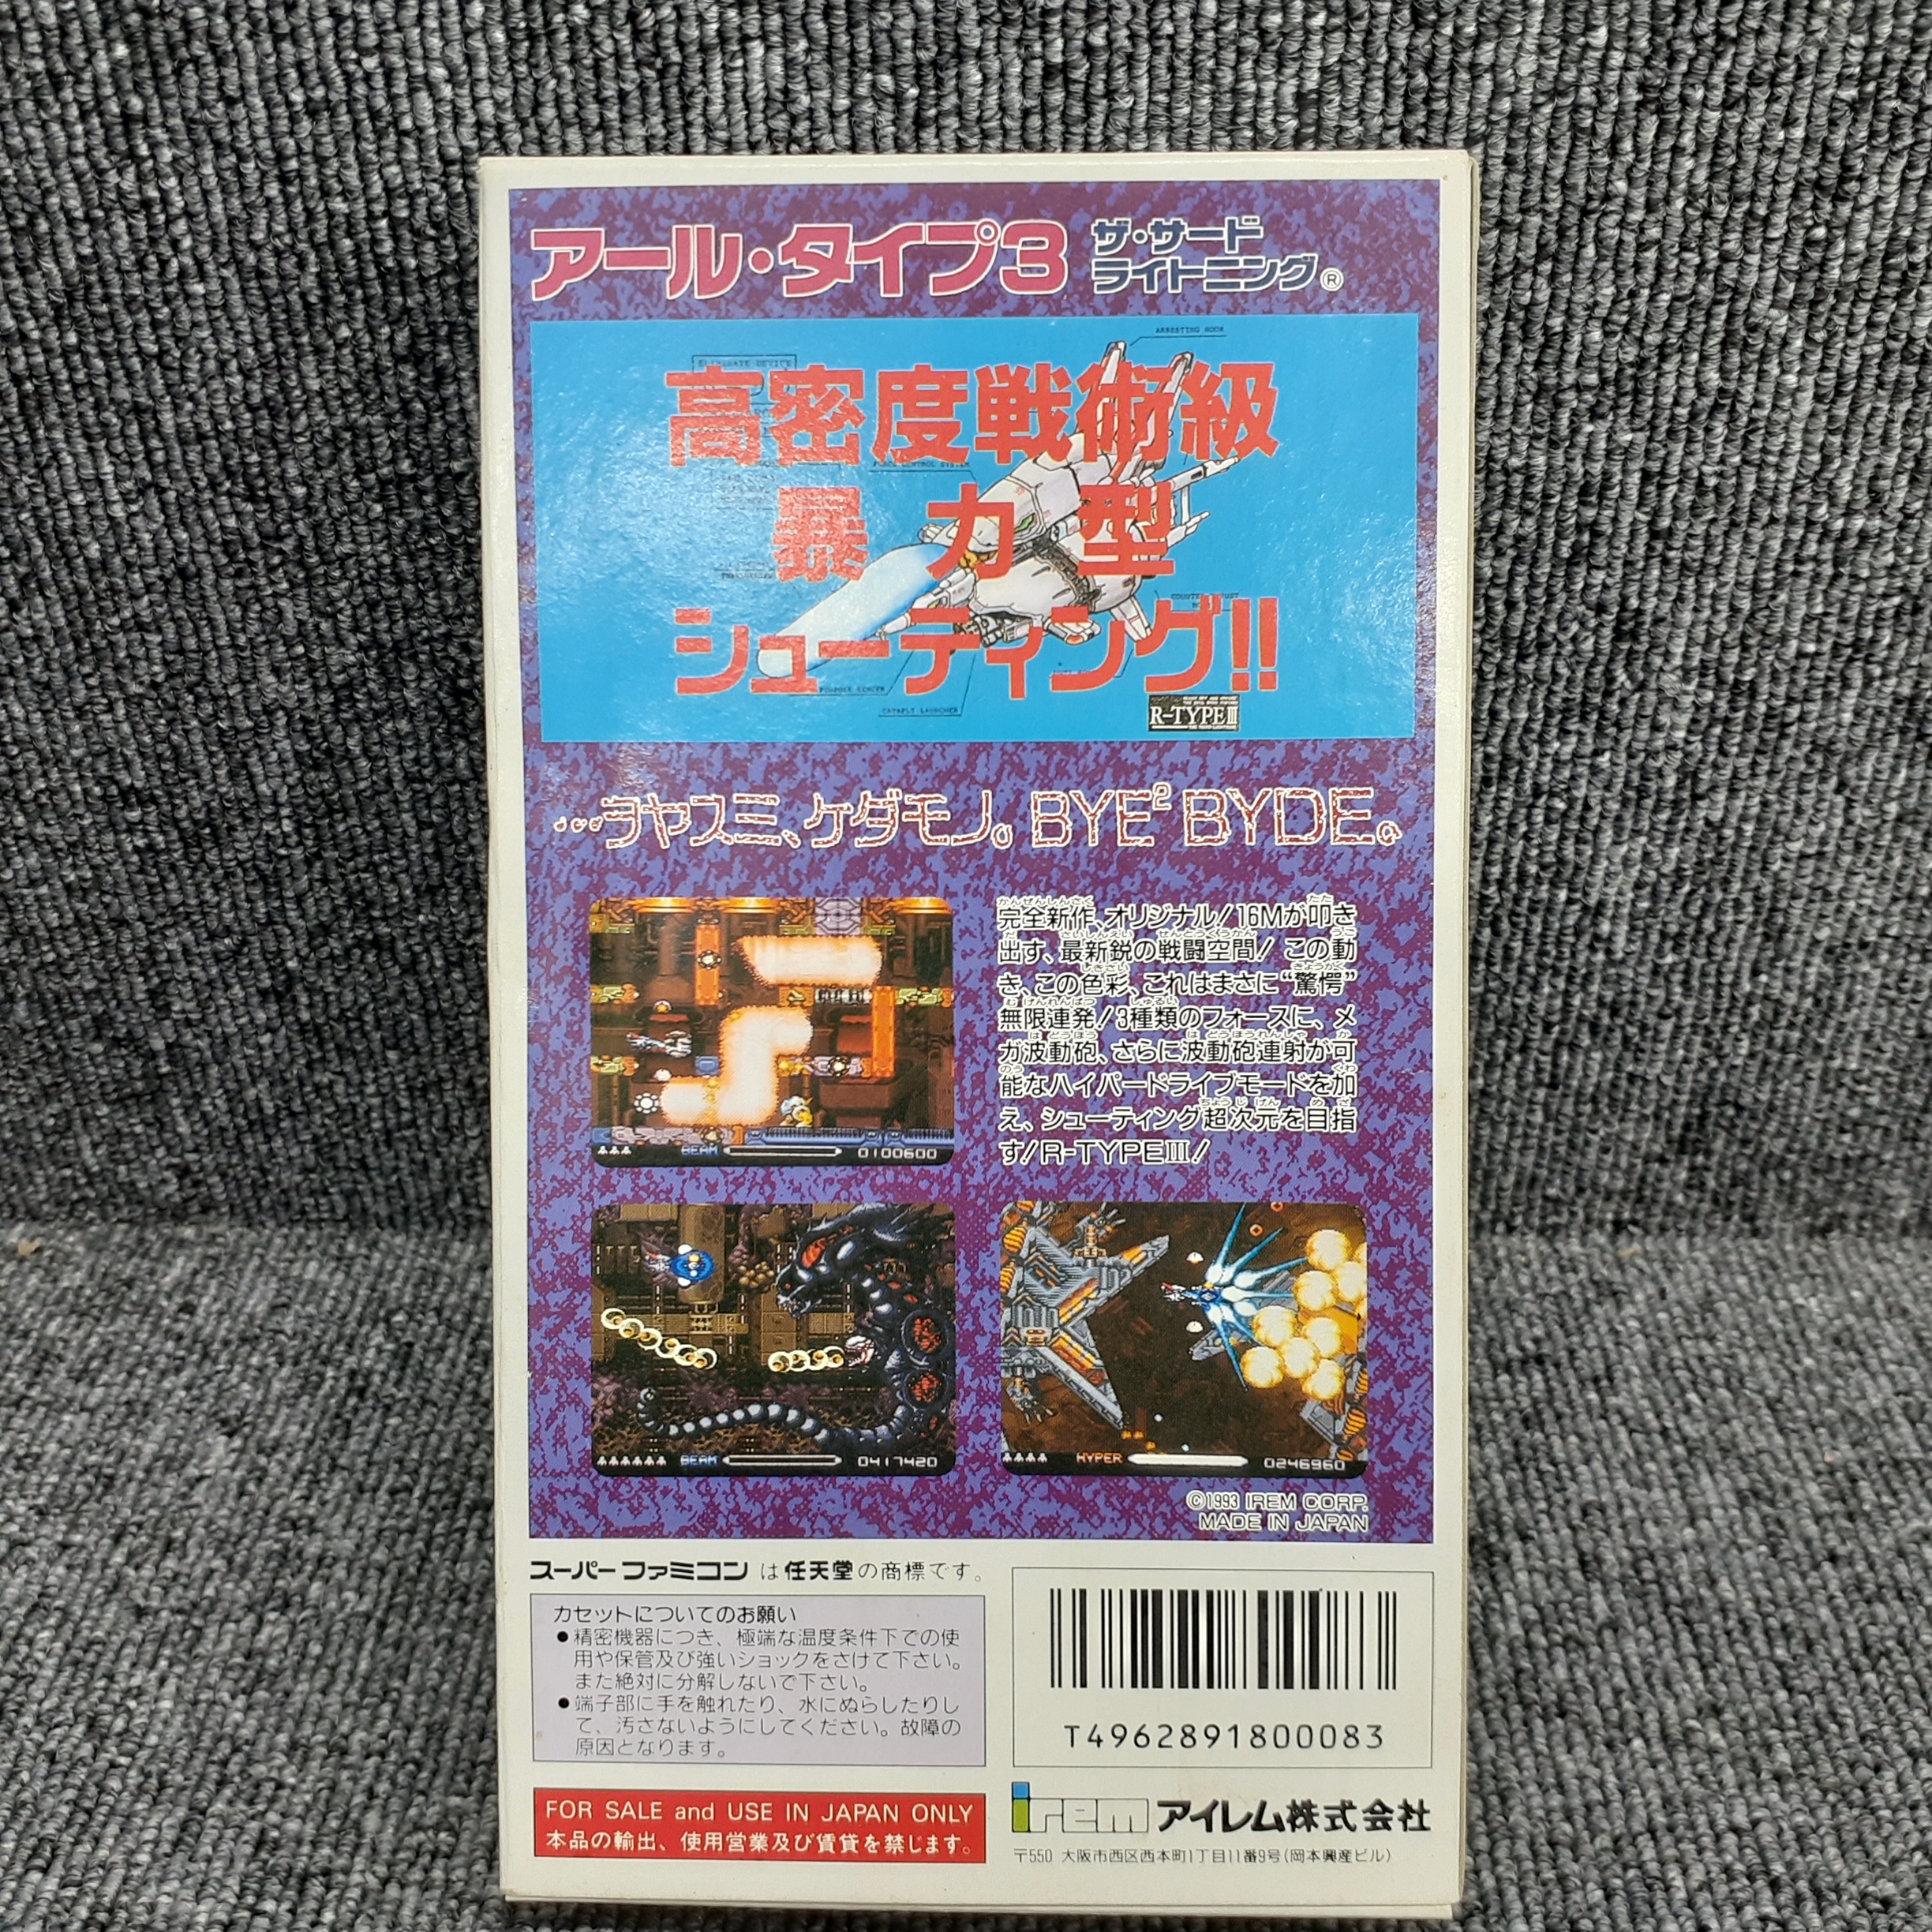 アール・タイプ3 ザ・サード
ライトニング®
ARRESTING HOOK
高密度戦術級
FORCE CONTROL SYSTEM
暴力型
シューティング!!
CATAPLT LAUNCHER
R-TYPE III
…ヲヤスミ、ケダモノ。BYE² BYDE。
完全新作、オリジナル!16Mが叩き
出す、最新鋭の戦闘空間!この動
き、この色彩、これはまさに“驚愕”
無限連発!3種類のフォースに、メ
ガ波動砲、さらに波動砲連射が可
能なハイパードライブモードを加
え、シューティング超次元を目指
す!R-TYPEIII!
BEAM 0100600
BEAM 0417420
HYPER 0246960
©1993 IREM CORP.
MADE IN JAPAN
スーパーファミコン は任天堂の商標です。
カセットについてのお願い
●精密機器につき、極端な温度条件下での使
用や保管及び強いショックをさけて下さい。
また絶対に分解しないで下さい。
●端子部に手を触れたり、水にぬらしたりし
て、汚さないようにしてください。故障の
原因となります。
T4962891800083
FOR SALE and USE IN JAPAN ONLY
本品の輸出、使用営業及び賃貸を禁じます。
irem アイレム株式会社
〒550 大阪市西区西本町1丁目11番9号(岡本興産ビル)